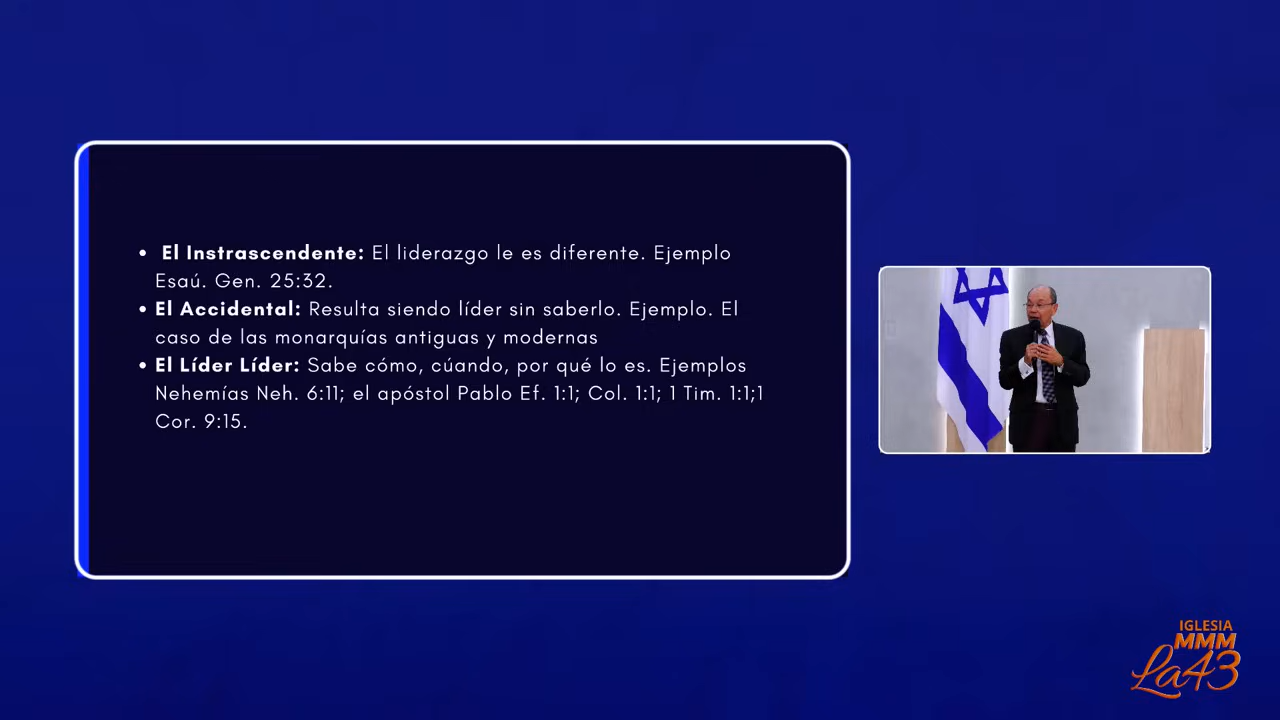 • El Instrascendente: El liderazgo le es diferente. Ejemplo
Esaú. Gen. 25:32.
• El Accidental: Resulta siendo líder sin saberlo. Ejemplo. El
caso de las monarquías antiguas y modernas
• El Líder Líder: Sabe cómo, cúando, por qué lo es. Ejemplos
Nehemías Neh. 6:11; el apóstol Pablo Ef. 1:1; Col. 1:1; 1 Tim. 1:1;1
Cor. 9:15.
IGLESIA
MMM
La43